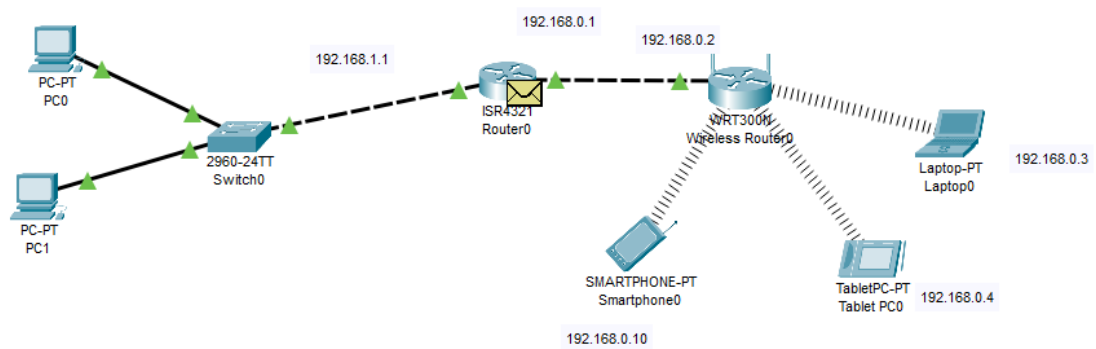 192.168.0.1
192.168.0.2
192.168.1.1
PC-PT
PC0
ISR4321
Router0
WRT300N
Wireless Router0
2960-24TT
Switch0
Laptop-PT
Laptop0
192.168.0.3
PC-PT
PC1
SMARTPHONE-PT
Smartphone0
TabletPC-PT
Tablet PC0
192.168.0.4
192.168.0.10